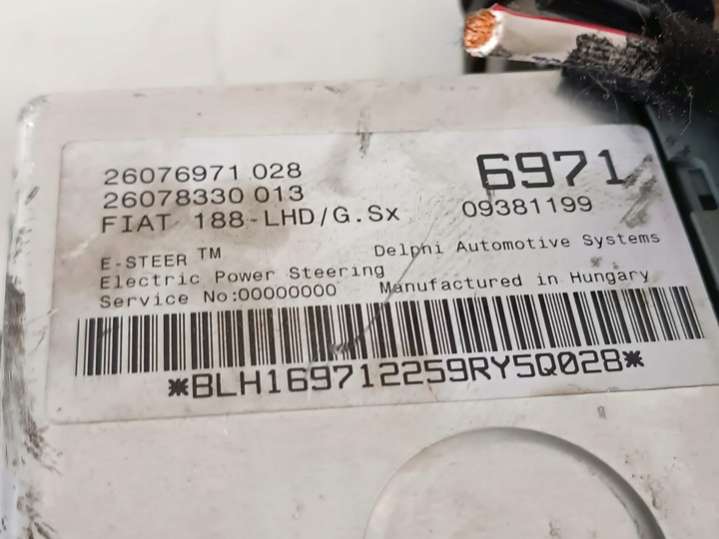 26076971 028
26078330 013
FIAT 188-LHD/G.Sx
6971
09381199
E-STEER TM
Electric Power Steering
Service No:00000000
Delphi Automotive Systems
Manufactured in Hungary
*BLH169712259RY5Q028*